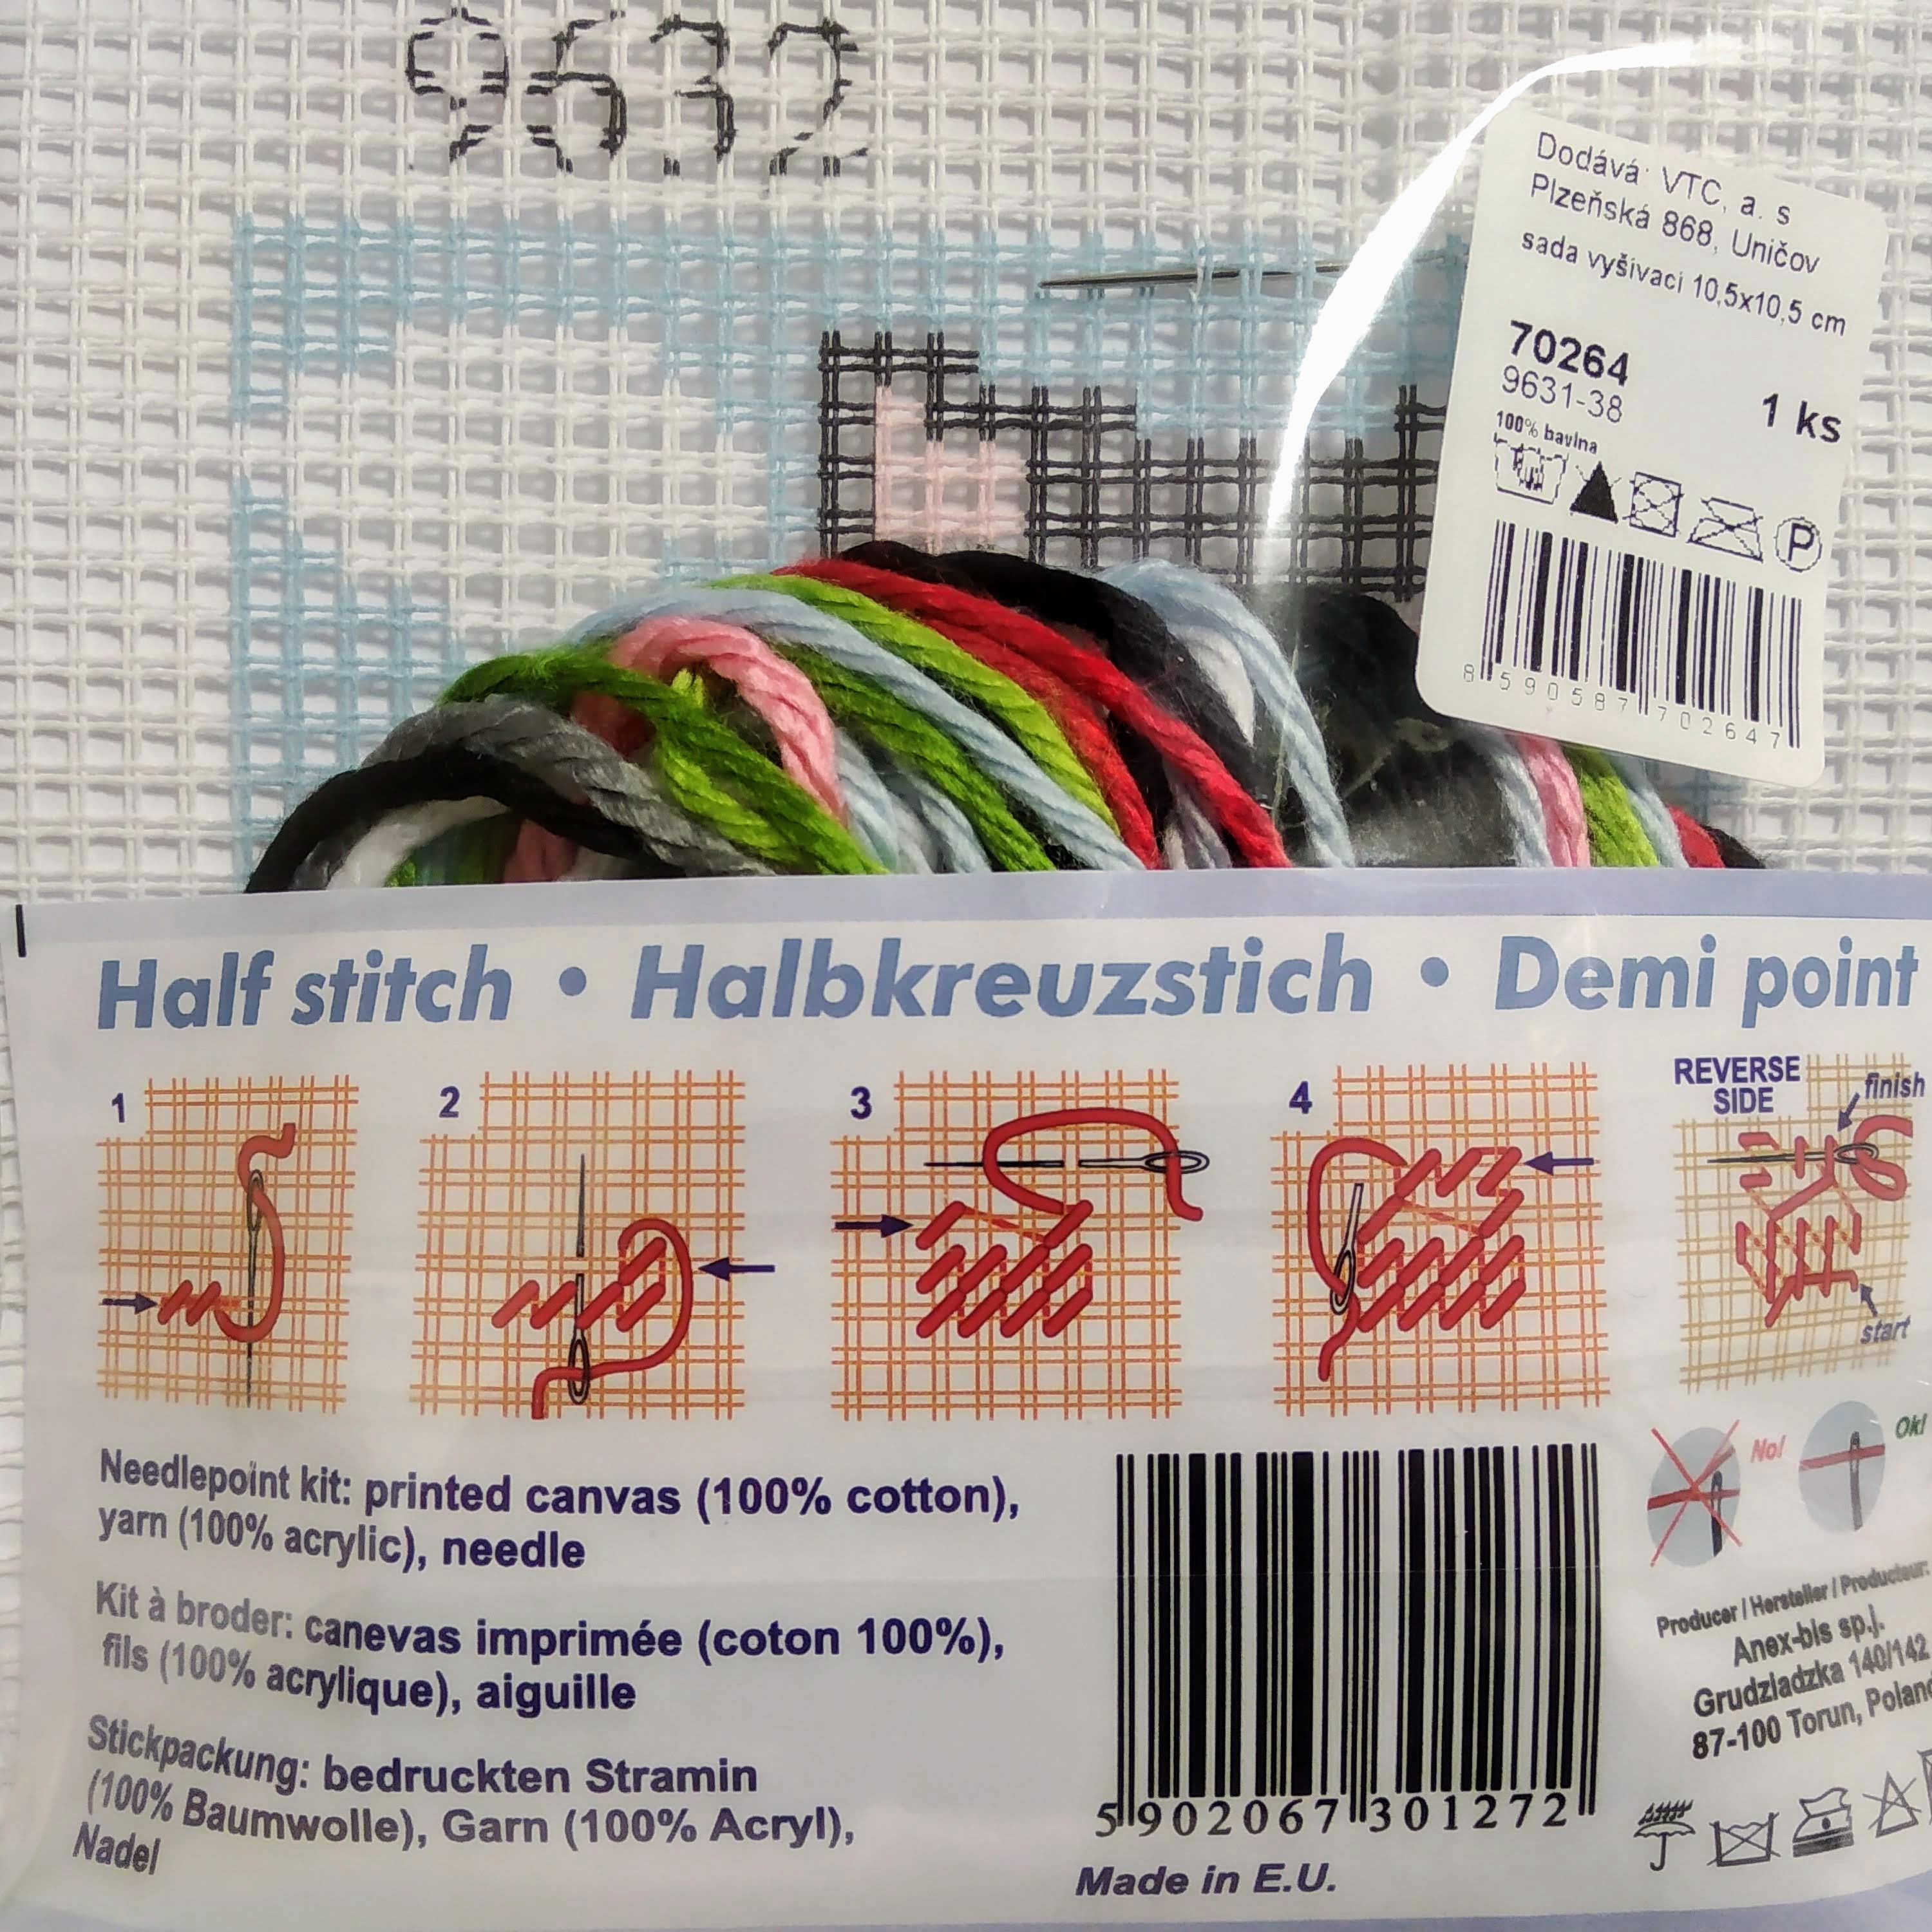 9632
Dodává: VTC, a. s
Plzeňská 868, Uničov
sada vyšívací 10,5x10,5 cm
70264
9631-38
1 ks
100% bavlna
P
8 590587 702647
Half stitch • Halbkreuzstich • Demi point
1
2
3
4
REVERSE
SIDE
finish
start
No!
Ok!
Needlepoint kit: printed canvas (100% cotton),
yarn (100% acrylic), needle
Kit à broder: canevas imprimée (coton 100%),
fils (100% acrylique), aiguille
Stickpackung: bedruckten Stramin
(100% Baumwolle), Garn (100% Acryl),
Nadel
5 902067 301272
Made in E.U.
Producer / Hersteller / Producteur:
Anex-bis sp.j.
Grudziadzka 140/142
87-100 Torun, Poland